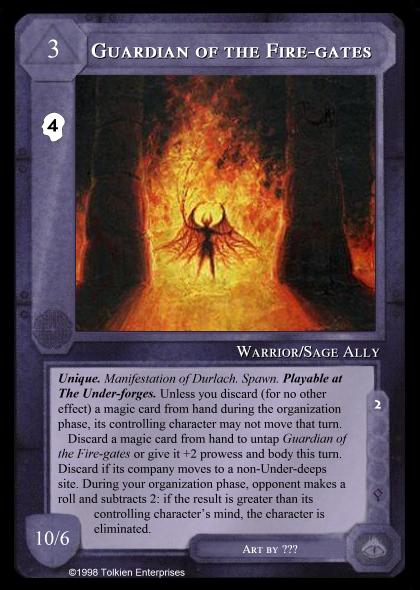 3
GUARDIAN OF THE FIRE-GATES
4
WARRIOR/SAGE ALLY
Unique. Manifestation of Durlach. Spawn. Playable at
The Under-forges. Unless you discard (for no other
effect) a magic card from hand during the organization
phase, its controlling character may not move that turn.
Discard a magic card from hand to untap Guardian of
the Fire-gates or give it +2 prowess and body this turn.
Discard if its company moves to a non-Under-deeps
site. During your organization phase, opponent makes a
roll and subtracts 2: if the result is greater than its
controlling character's mind, the character is
eliminated.
2
10/6
ART BY ???
©1998 Tolkien Enterprises